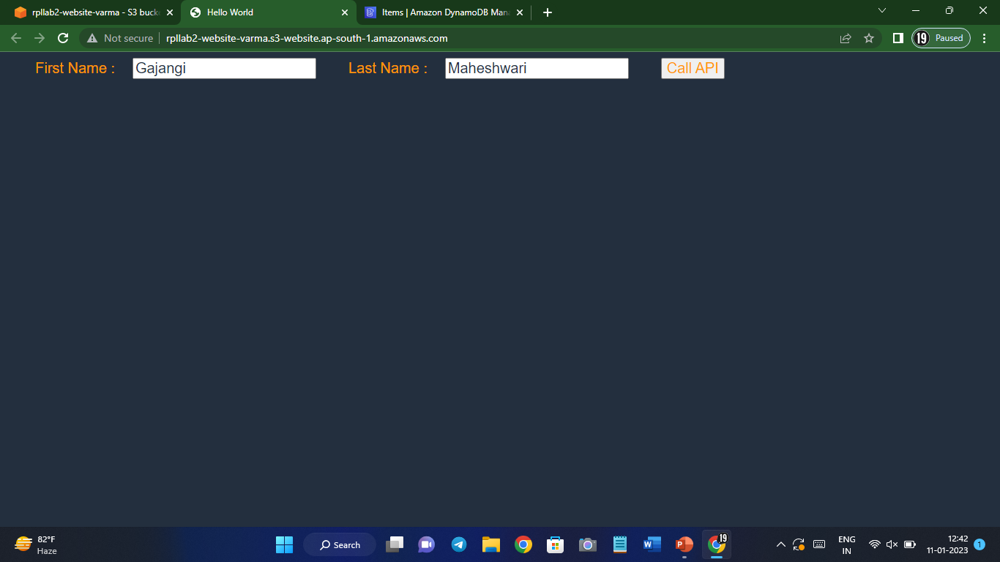 rpllab2-website-varma - S3 buck
Hello World
Items | Amazon DynamoDB Man
Not secure
rpllab2-website-varma.s3-website.ap-south-1.amazonaws.com
19 Paused
First Name : Gajangi Last Name : Maheshwari Call API
82°F
Haze
Search
W
P
19
ENG
IN
12:42
11-01-2023
1